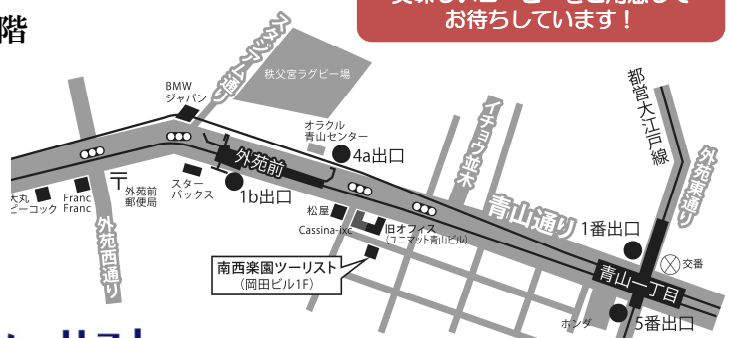 階
お待ちしています！
スタジアム通り
秩父宮ラグビー場
BMW
ジャパン
オラクル
青山センター
4a出口
イチョウ並木
都営大江戸線
外苑東通り
外苑前
スター
バックス
1b出口
外苑前
郵便局
Franc
Franc
大丸
ピーコック
外苑西通り
松屋
Cassina-ixc
旧オフィス
(ユニマット青山ビル)
青山通り
1番出口
交番
南西楽園ツーリスト
(岡田ビル1F)
青山一丁目
ホンダ
5番出口